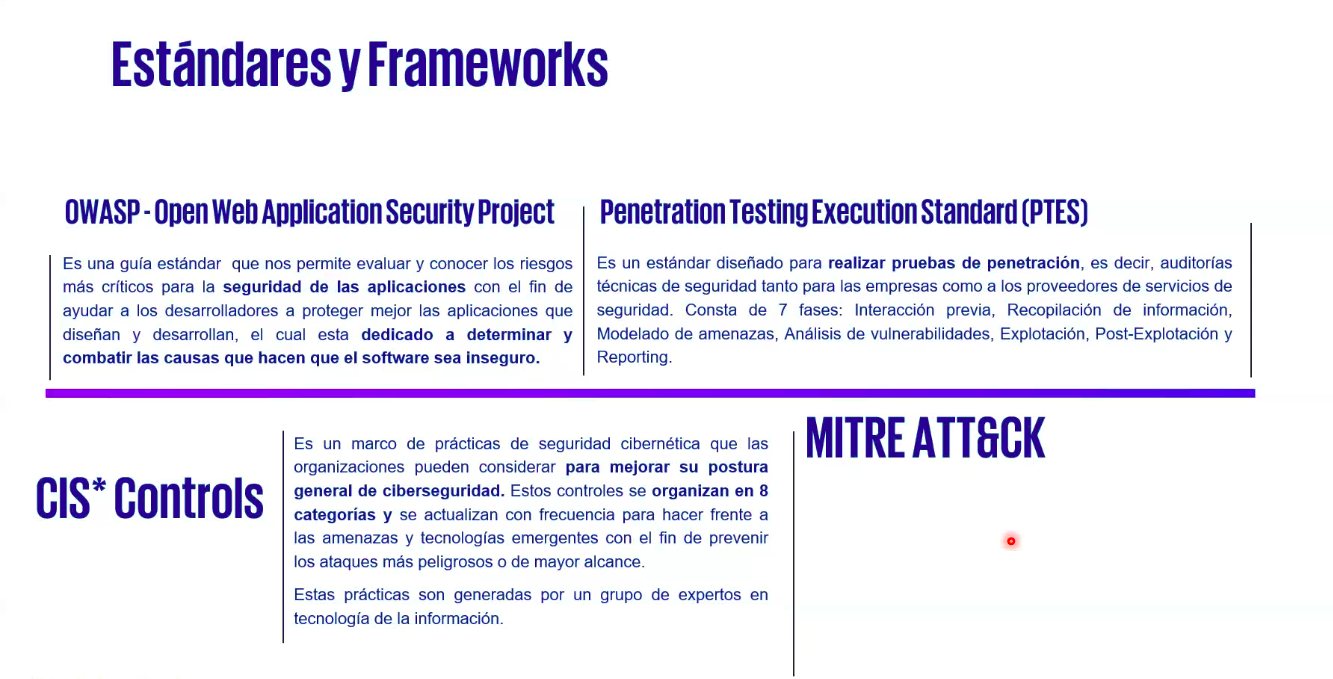 Estándares y Frameworks
OWASP - Open Web Application Security Project
Es una guía estándar que nos permite evaluar y conocer los riesgos
más críticos para la seguridad de las aplicaciones con el fin de
ayudar a los desarrolladores a proteger mejor las aplicaciones que
diseñan y desarrollan, el cual esta dedicado a determinar y
combatir las causas que hacen que el software sea inseguro.
Penetration Testing Execution Standard (PTES)
Es un estándar diseñado para realizar pruebas de penetración, es decir, auditorías
técnicas de seguridad tanto para las empresas como a los proveedores de servicios de
seguridad. Consta de 7 fases: Interacción previa, Recopilación de información,
Modelado de amenazas, Análisis de vulnerabilidades, Explotación, Post-Explotación y
Reporting.
CIS* Controls
Es un marco de prácticas de seguridad cibernética que las
organizaciones pueden considerar para mejorar su postura
general de ciberseguridad. Estos controles se organizan en 8
categorías y se actualizan con frecuencia para hacer frente a
las amenazas y tecnologías emergentes con el fin de prevenir
los ataques más peligrosos o de mayor alcance.
Estas prácticas son generadas por un grupo de expertos en
tecnología de la información.
MITRE ATT&CK